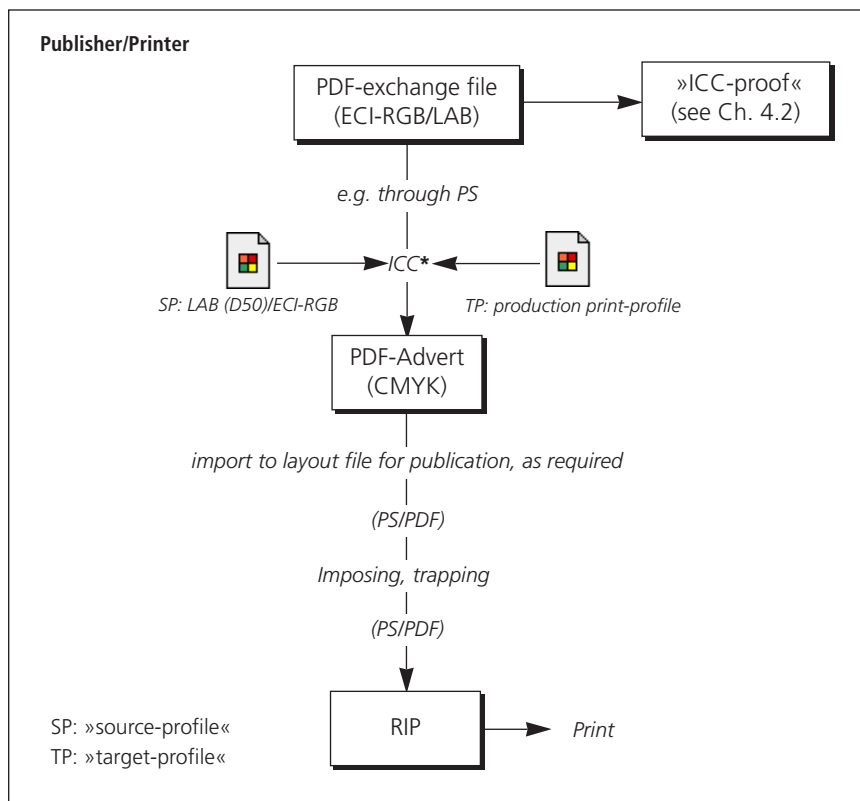 Publisher/Printer
PDF-exchange file
(ECI-RGB/LAB)
»ICC-proof«
(see Ch. 4.2)
e.g. through PS
ICC*
SP: LAB (D50)/ECI-RGB
TP: production print-profile
PDF-Advert
(CMYK)
import to layout file for publication, as required
(PS/PDF)
Imposing, trapping
(PS/PDF)
RIP
Print
SP: »source-profile«
TP: »target-profile«